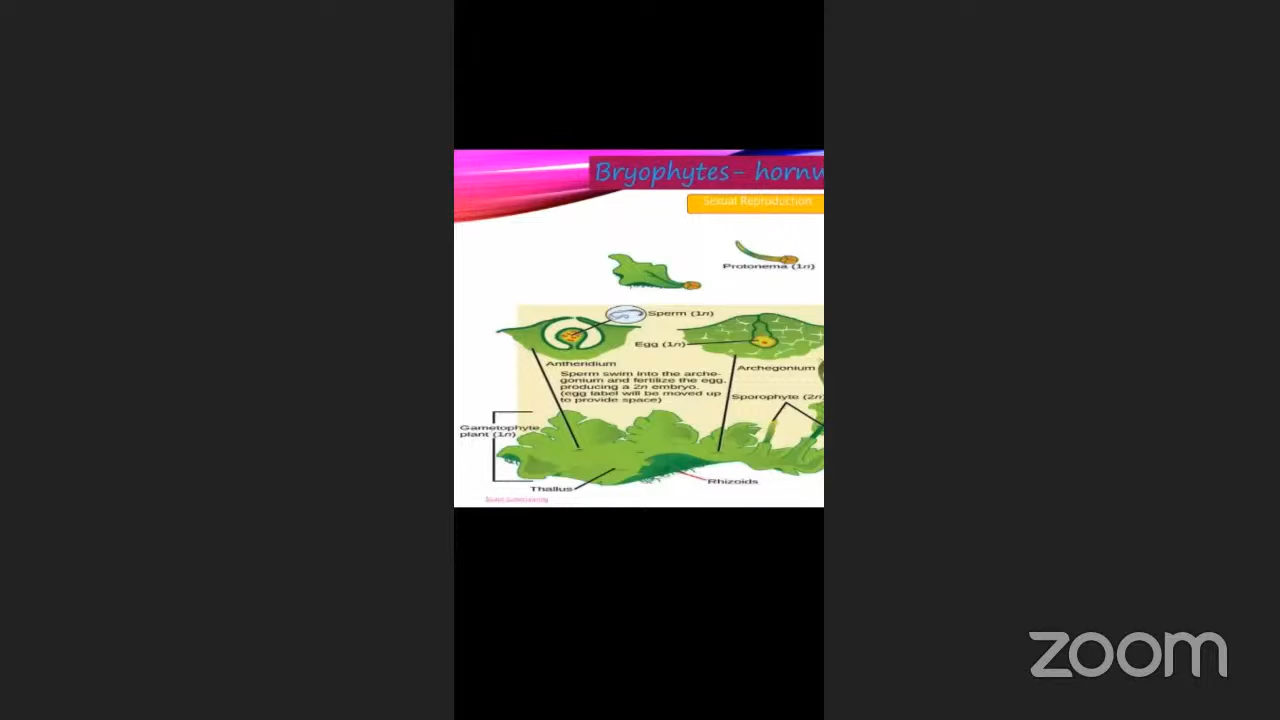 Bryophytes- hornw
Sexual Reproduction
Protonema (1n)
Sperm (1n)
Egg (1n)
Antheridium
Archegonium
Sperm swim into the arche-
gonium and fertilize the egg,
producing a 2n embryo.
(egg label will be moved up
to provide space)
Sporophyte (2n)
Gametophyte
plant (1n)
Thallus
Rhizoids
zoom